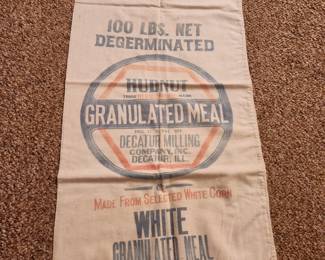 100 LBS. NET
DEGERMINATED
HUDNUT
GRANULATED MEAL
DECATUR MILLING
COMPANY, INC.
DECATUR, ILL.
MADE FROM SELECTED WHITE CORN
WHITE
GRANULATED MEAL